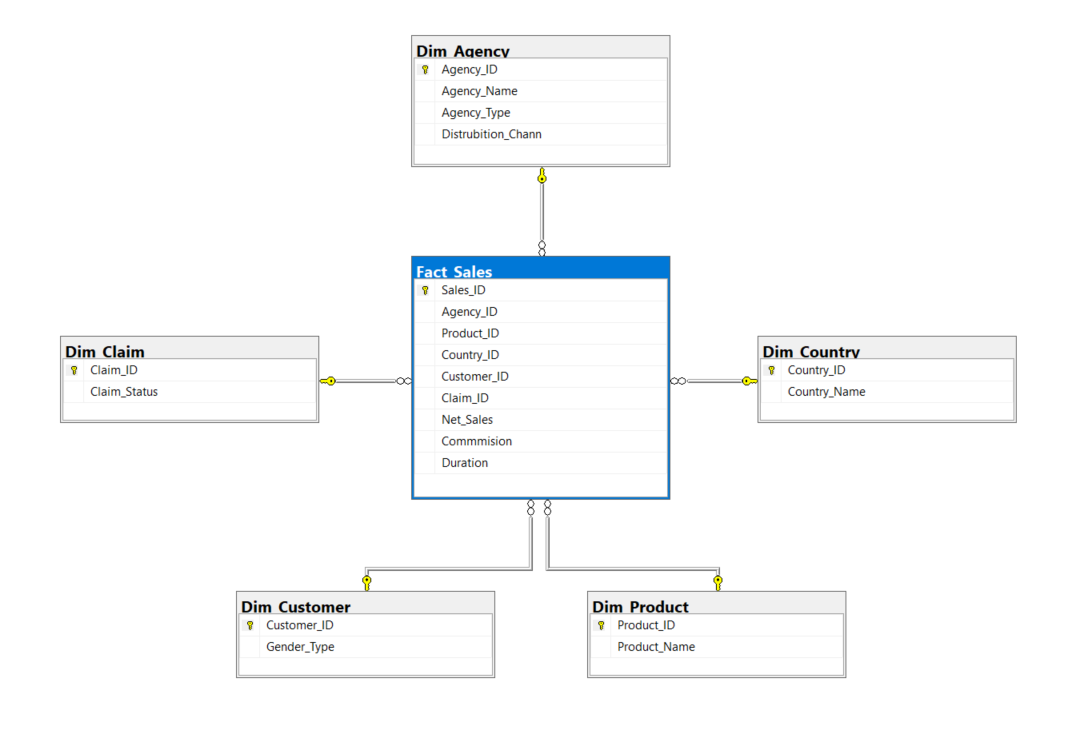 Dim_Agency
Agency_ID
Agency_Name
Agency_Type
Distrubition_Chann
Fact_Sales
Sales_ID
Agency_ID
Product_ID
Country_ID
Customer_ID
Claim_ID
Net_Sales
Commmision
Duration
Dim_Claim
Claim_ID
Claim_Status
Dim_Country
Country_ID
Country_Name
Dim_Customer
Customer_ID
Gender_Type
Dim_Product
Product_ID
Product_Name